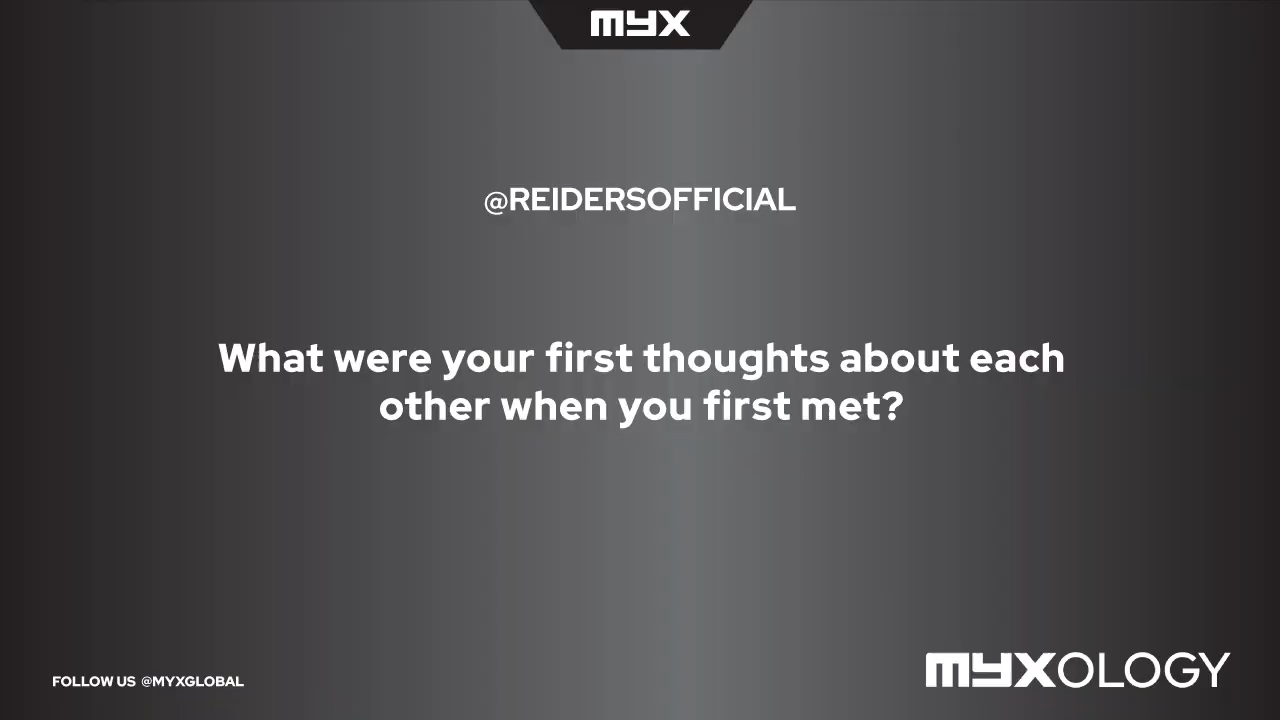 MYX
@REIDERSOFFICIAL
What were your first thoughts about each
other when you first met?
FOLLOW US @MYXGLOBAL
MYXOLOGY